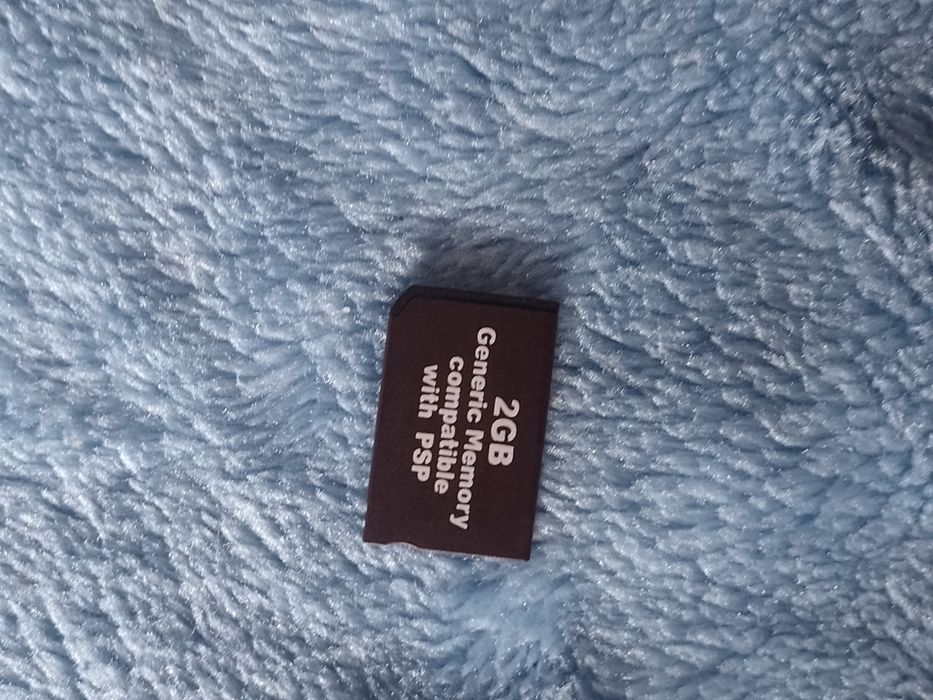 2GB
Generic Memory
compatible
with PSP